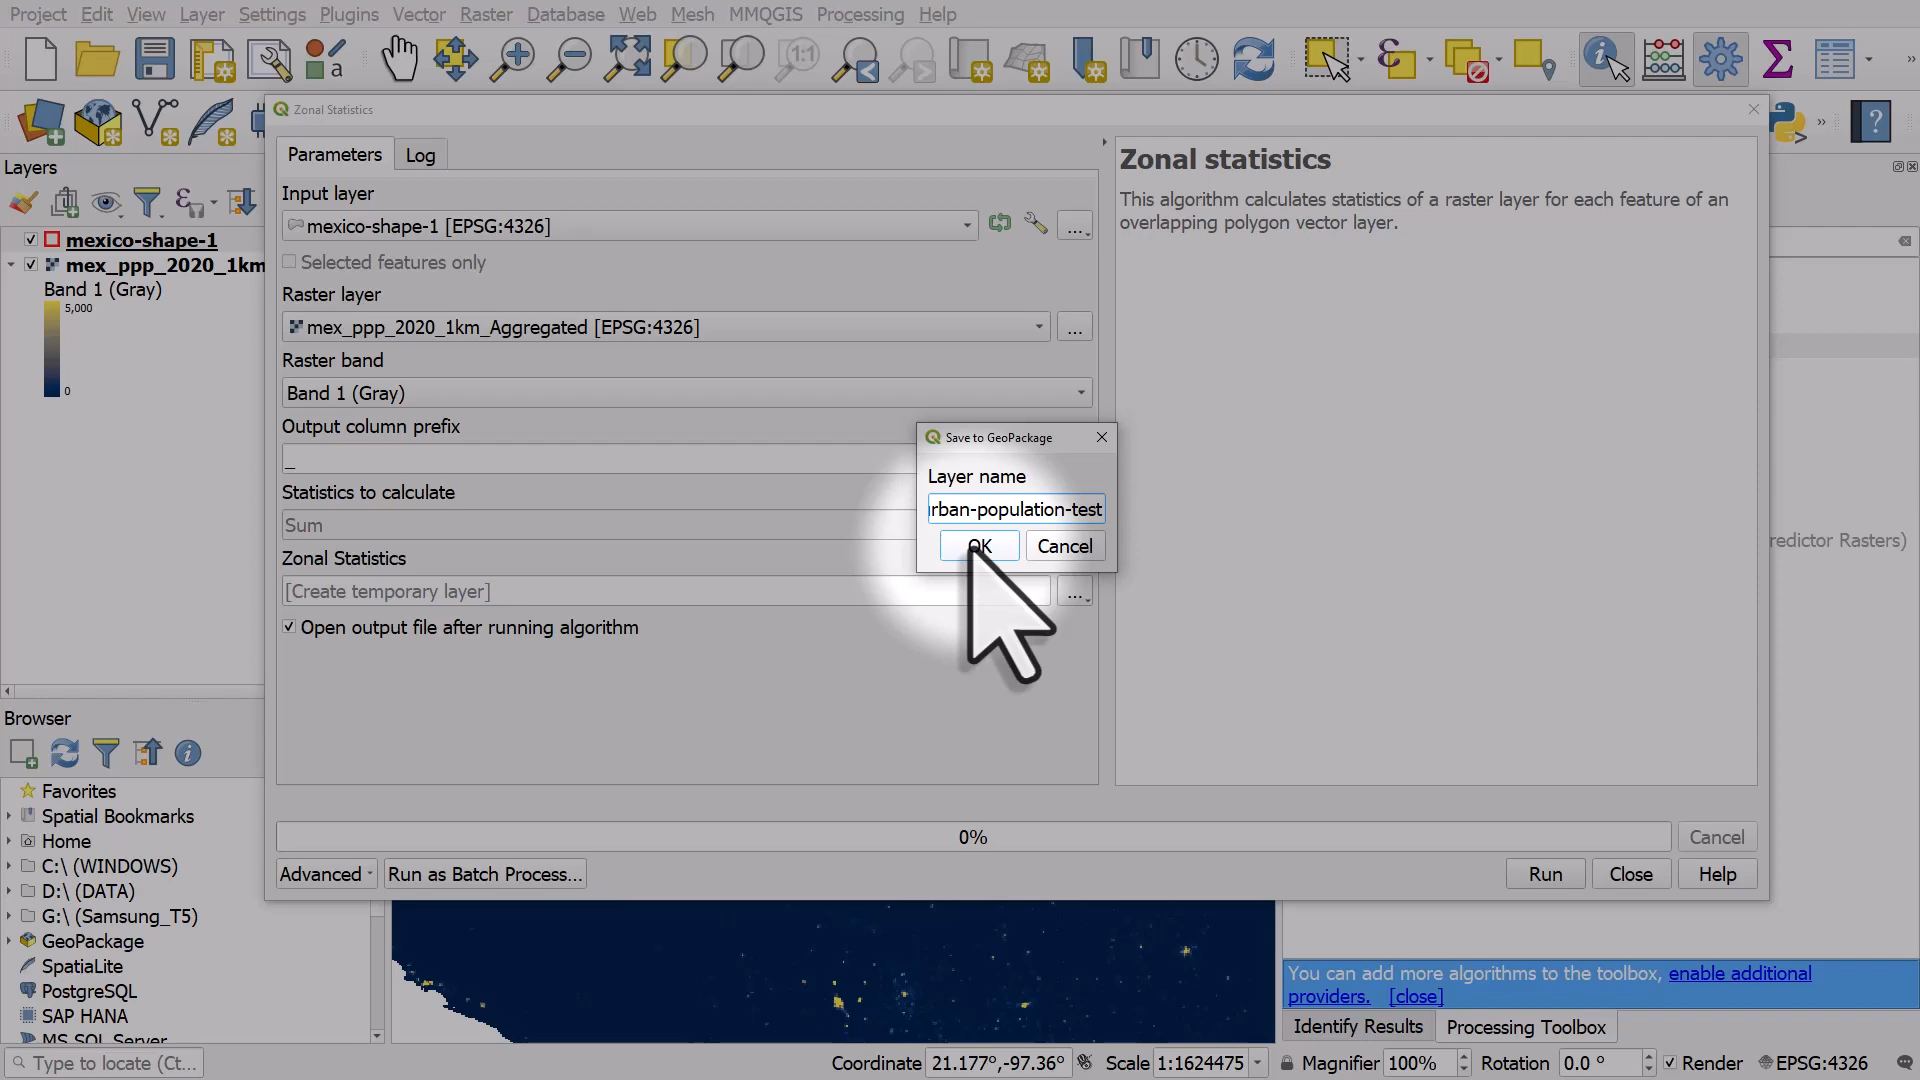 Project Edit View Layer Settings Plugins Vector Raster Database Web Mesh MMQGIS Processing Help
Zonal Statistics
Layers
mexico-shape-1
mex_ppp_2020_1km
Band 1 (Gray)
5,000
0
Parameters Log
Input layer
mexico-shape-1 [EPSG:4326]
Selected features only
Raster layer
mex_ppp_2020_1km_Aggregated [EPSG:4326]
Raster band
Band 1 (Gray)
Output column prefix
_
Statistics to calculate
Sum
Zonal Statistics
[Create temporary layer]
Open output file after running algorithm
Zonal statistics
This algorithm calculates statistics of a raster layer for each feature of an
overlapping polygon vector layer.
Save to GeoPackage
Layer name
rban-population-test
OK Cancel
redictor Rasters)
0%
Cancel
Advanced Run as Batch Process...
Run Close Help
Browser
Favorites
Spatial Bookmarks
Home
C:\ (WINDOWS)
D:\ (DATA)
G:\ (Samsung_T5)
GeoPackage
SpatiaLite
PostgreSQL
SAP HANA
MS SQL Server
You can add more algorithms to the toolbox, enable additional
providers. [close]
Identify Results Processing Toolbox
Type to locate (Ct...
Coordinate 21.177°,-97.36° Scale 1:1624475 Magnifier 100% Rotation 0.0 ° Render EPSG:4326